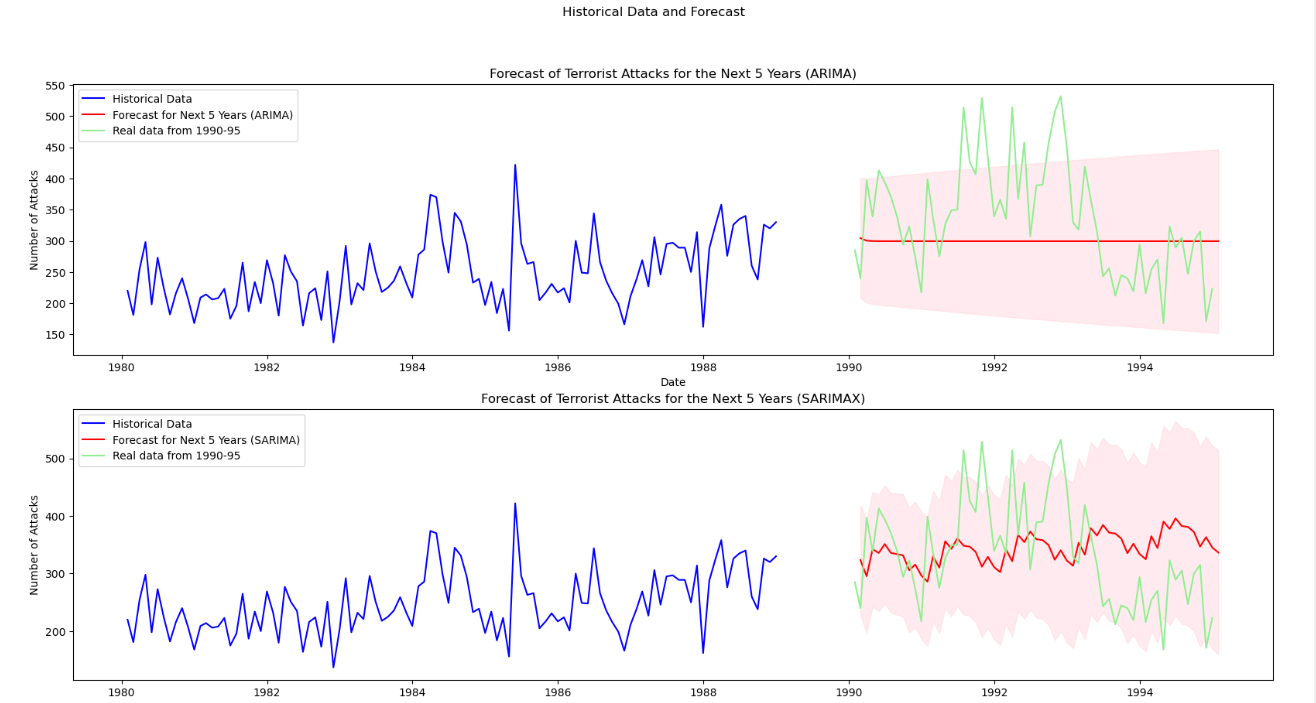 Historical Data and Forecast
Forecast of Terrorist Attacks for the Next 5 Years (ARIMA)
550
500
450
400
350
300
250
200
150
Number of Attacks
Historical Data
Forecast for Next 5 Years (ARIMA)
Real data from 1990-95
1980 1982 1984 1986 1988 1990 1992 1994
Date
Forecast of Terrorist Attacks for the Next 5 Years (SARIMAX)
500
400
300
200
Number of Attacks
Historical Data
Forecast for Next 5 Years (SARIMA)
Real data from 1990-95
1980 1982 1984 1986 1988 1990 1992 1994